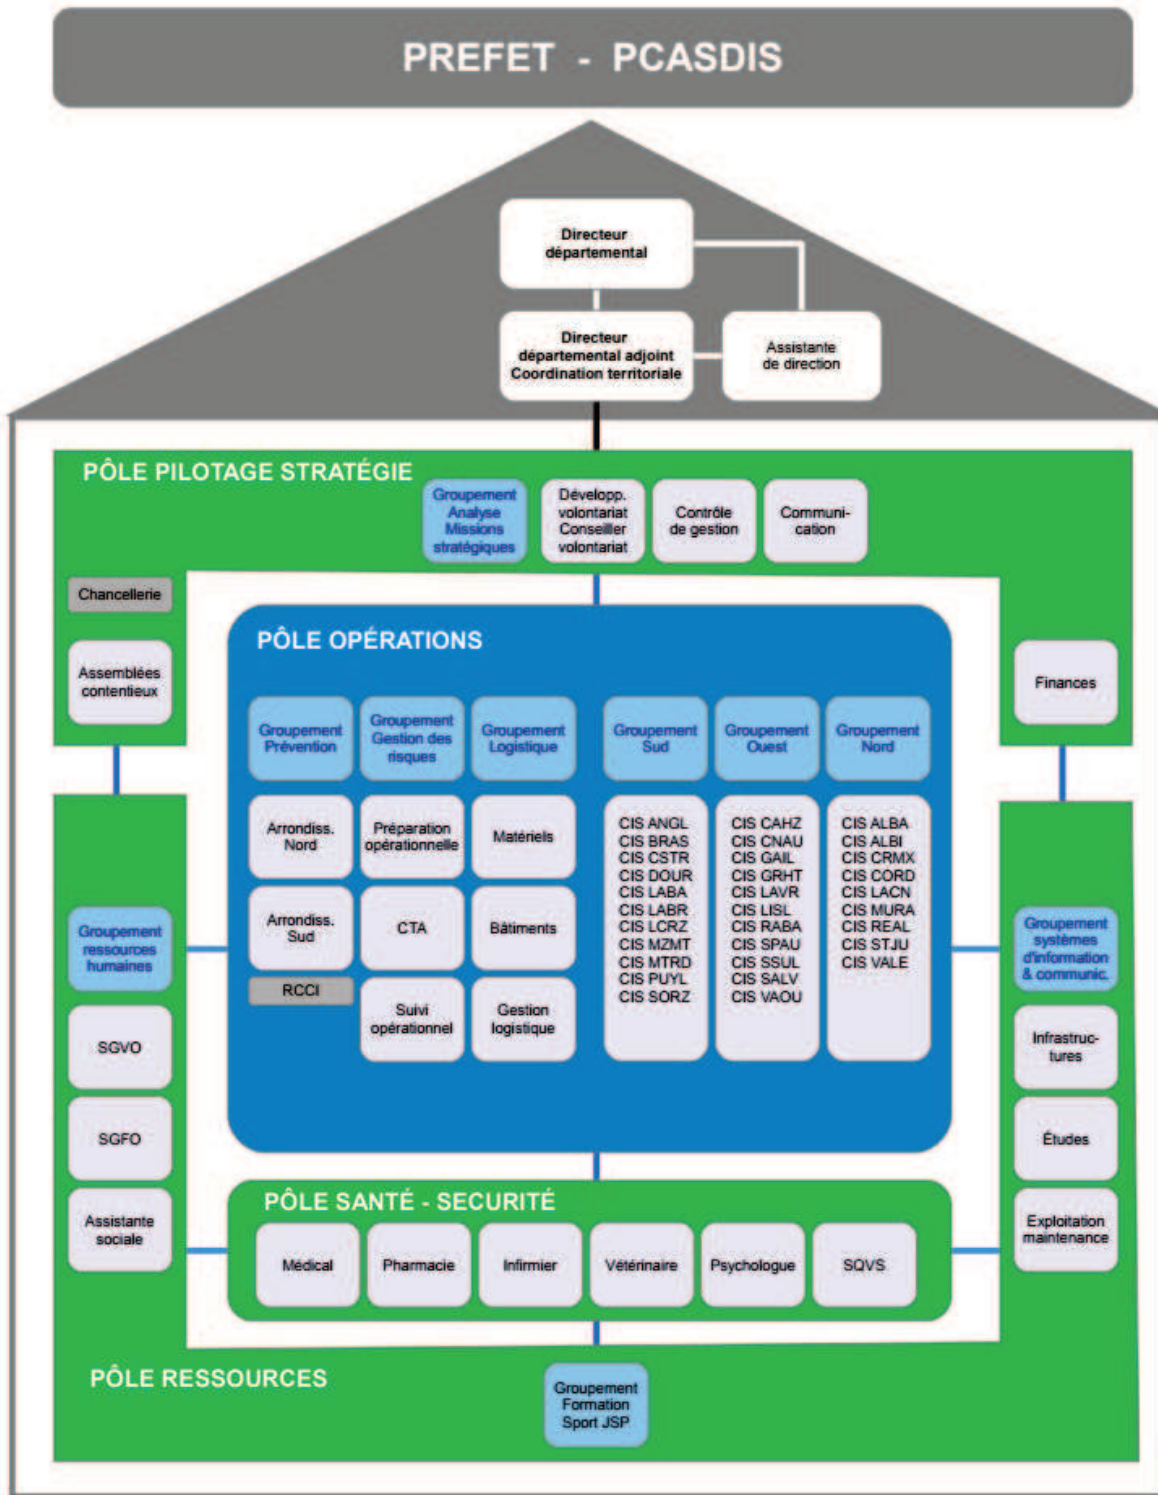 PREFET - PCASDIS
Directeur
départemental
Directeur
départemental adjoint
Coordination territoriale
Assistante
de direction
PÔLE PILOTAGE STRATÉGIE
Groupement
Analyse
Missions
stratégiques
Développ.
volontariat
Conseiller
volontariat
Contrôle
de gestion
Communi-
cation
Chancellerie
Assemblées
contentieux
Finances
PÔLE OPÉRATIONS
Groupement
Prévention
Groupement
Gestion des
risques
Groupement
Logistique
Groupement
Sud
Groupement
Ouest
Groupement
Nord
Arrondiss.
Nord
Préparation
opérationnelle
Matériels
Arrondiss.
Sud
CTA
Bâtiments
RCCI
Suivi
opérationnel
Gestion
logistique
CIS ANGL
CIS BRAS
CIS CSTR
CIS DOUR
CIS LABA
CIS LABR
CIS LCRZ
CIS MZMT
CIS MTRD
CIS PUYL
CIS SORZ
CIS CAHZ
CIS CNAU
CIS GAIL
CIS GRHT
CIS LAVR
CIS LISL
CIS RABA
CIS SPAU
CIS SSUL
CIS SALV
CIS VAOU
CIS ALBA
CIS ALBI
CIS CRMX
CIS CORD
CIS LACN
CIS MURA
CIS REAL
CIS STJU
CIS VALE
Groupement
ressources
humaines
SGVO
SGFO
Assistante
sociale
Groupement
systèmes
d'information
& communic.
Infrastruc-
tures
Études
Exploitation
maintenance
PÔLE SANTÉ - SECURITÉ
Médical
Pharmacie
Infirmier
Vétérinaire
Psychologue
SQVS
PÔLE RESSOURCES
Groupement
Formation
Sport JSP